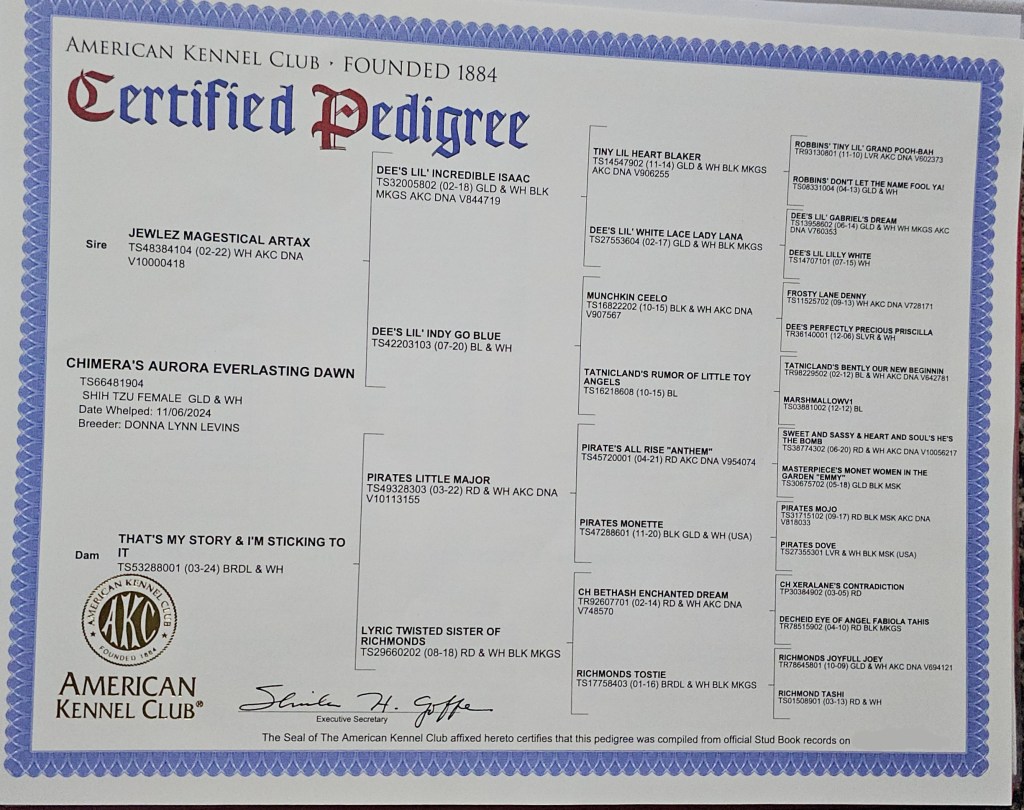 AMERICAN KENNEL CLUB • FOUNDED 1884
Certified Pedigree
Sire
JEWLEZ MAGESTICAL ARTAX
TS48384104 (02-22) WH AKC DNA
V10000418
CHIMERA'S AURORA EVERLASTING DAWN
TS66481904
SHIH TZU FEMALE GLD & WH
Date Whelped: 11/06/2024
Breeder: DONNA LYNN LEVINS
Dam
THAT'S MY STORY & I'M STICKING TO
IT
TS53288001 (03-24) BRDL & WH
DEE'S LIL' INCREDIBLE ISAAC
TS32005802 (02-18) GLD & WH BLK
MKGS AKC DNA V844719
DEE'S LIL' INDY GO BLUE
TS42203103 (07-20) BL & WH
PIRATES LITTLE MAJOR
TS49328303 (03-22) RD & WH AKC DNA
V10113155
LYRIC TWISTED SISTER OF
RICHMONDS
TS29660202 (08-18) RD & WH BLK MKGS
TINY LIL HEART BLAKER
TS14547902 (11-14) GLD & WH BLK MKGS
AKC DNA V906255
DEE'S LIL' WHITE LACE LADY LANA
TS27553604 (02-17) GLD & WH BLK MKGS
MUNCHKIN CEELO
TS16822202 (10-15) BLK & WH AKC DNA
V907567
TATNICLAND'S RUMOR OF LITTLE TOY
ANGELS
TS16218608 (10-15) BL
PIRATE'S ALL RISE "ANTHEM"
TS45720001 (04-21) RD AKC DNA V954074
PIRATES MONETTE
TS47288601 (11-20) BLK GLD & WH (USA)
CH BETHASH ENCHANTED DREAM
TR92607701 (02-14) RD & WH AKC DNA
V748570
RICHMONDS TOSTIE
TS17758403 (01-16) BRDL & WH BLK MKGS
ROBBINS' TINY LIL' GRAND POOH-BAH
TR93130801 (11-10) LVR AKC DNA V602373
ROBBINS' DON'T LET THE NAME FOOL YA!
TS08331004 (04-13) GLD & WH
DEE'S LIL' GABRIEL'S DREAM
TS13958602 (06-14) GLD & WH WH MKGS AKC
DNA V760353
DEE'S LIL LILLY WHITE
TS14707101 (07-15) WH
FROSTY LANE DENNY
TS11525702 (09-13) WH AKC DNA V728171
DEE'S PERFECTLY PRECIOUS PRISCILLA
TR36140001 (12-06) SLVR & WH
TATNICLAND'S BENTLY OUR NEW BEGINNIN
TR98229502 (02-12) BL & WH AKC DNA V642781
MARSHMALLOWV1
TS03881002 (12-12) BL
SWEET AND SASSY & HEART AND SOUL'S HE'S
THE BOMB
TS38774302 (06-20) RD & WH AKC DNA V10056217
MASTERPIECE'S MONET WOMEN IN THE
GARDEN "EMMY"
TS30675702 (05-18) GLD BLK MSK
PIRATES MOJO
TS31715102 (09-17) RD BLK MSK AKC DNA
V818033
PIRATES DOVE
TS27355301 LVR & WH BLK MSK (USA)
CH XERALANE'S CONTRADICTION
TP30384902 (03-05) RD
DECHEID EYE OF ANGEL FABIOLA TAHIS
TR78515902 (04-10) RD BLK MKGS
RICHMONDS JOYFULL JOEY
TR78645801 (10-09) GLD & WH AKC DNA V694121
RICHMOND TASHI
TS01508901 (03-13) RD & WH
AMERICAN KENNEL CLUB
AKC
FOUNDED 1884
AMERICAN
KENNEL CLUB®
Executive Secretary
The Seal of The American Kennel Club affixed hereto certifies that this pedigree was compiled from official Stud Book records on